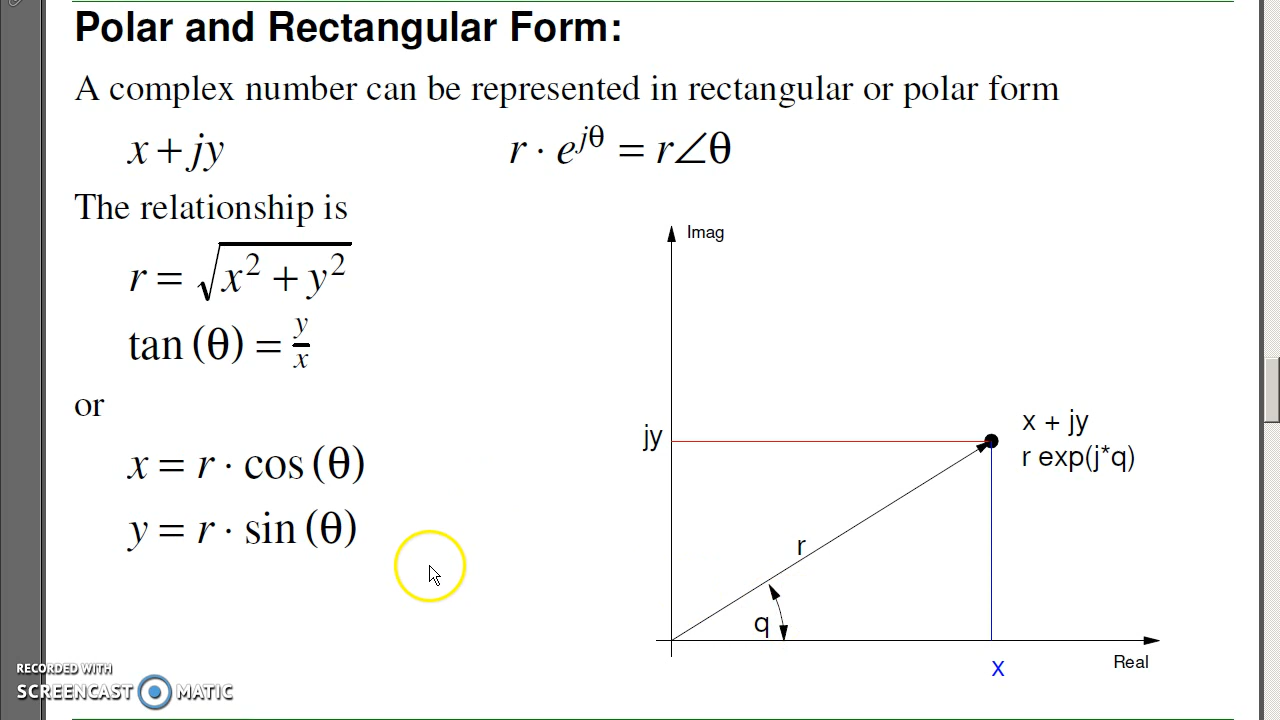 Polar and Rectangular Form:
A complex number can be represented in rectangular or polar form
x + jy
r · e^{jθ} = r∠θ
The relationship is
r = √(x² + y²)
tan (θ) = y/x
or
x = r · cos (θ)
y = r · sin (θ)
Imag
jy
x + jy
r exp(j*q)
r
q
X
Real
RECORDED WITH
SCREENCAST MATIC